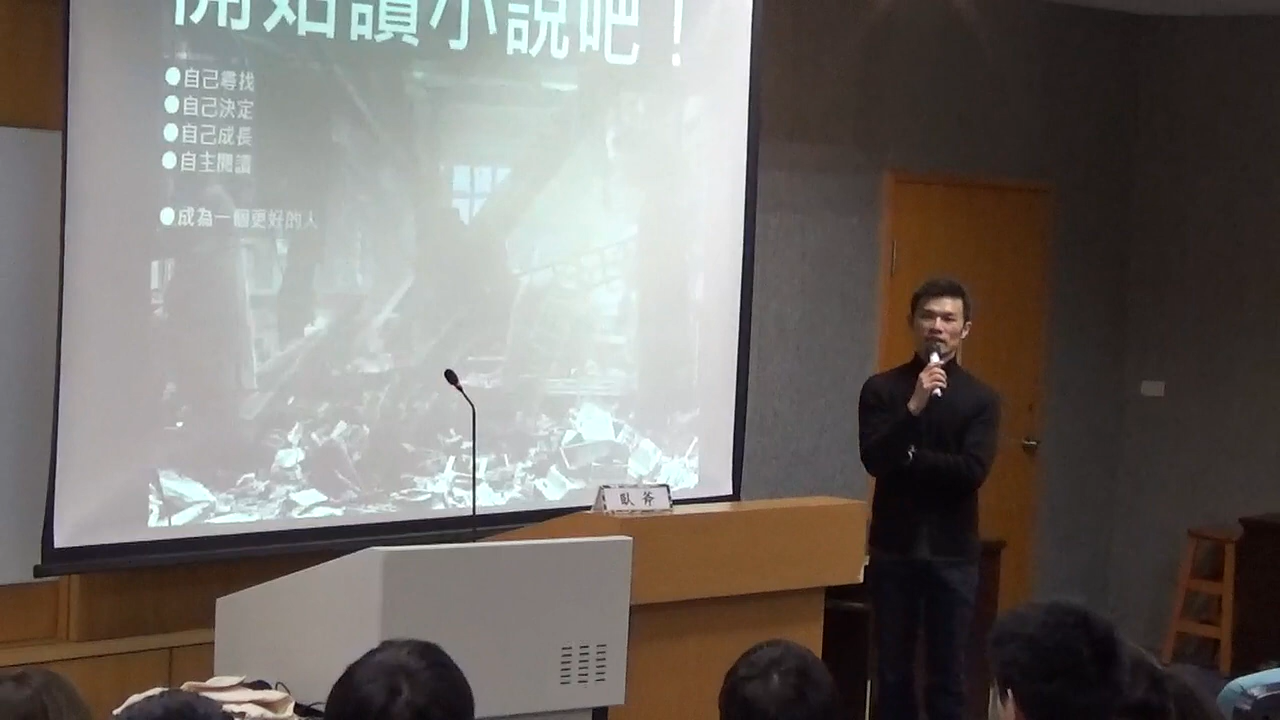 開始讀小說吧！
●自己尋找
●自己決定
●自己成長
●自主閱讀
●成為一個更好的人
臥斧